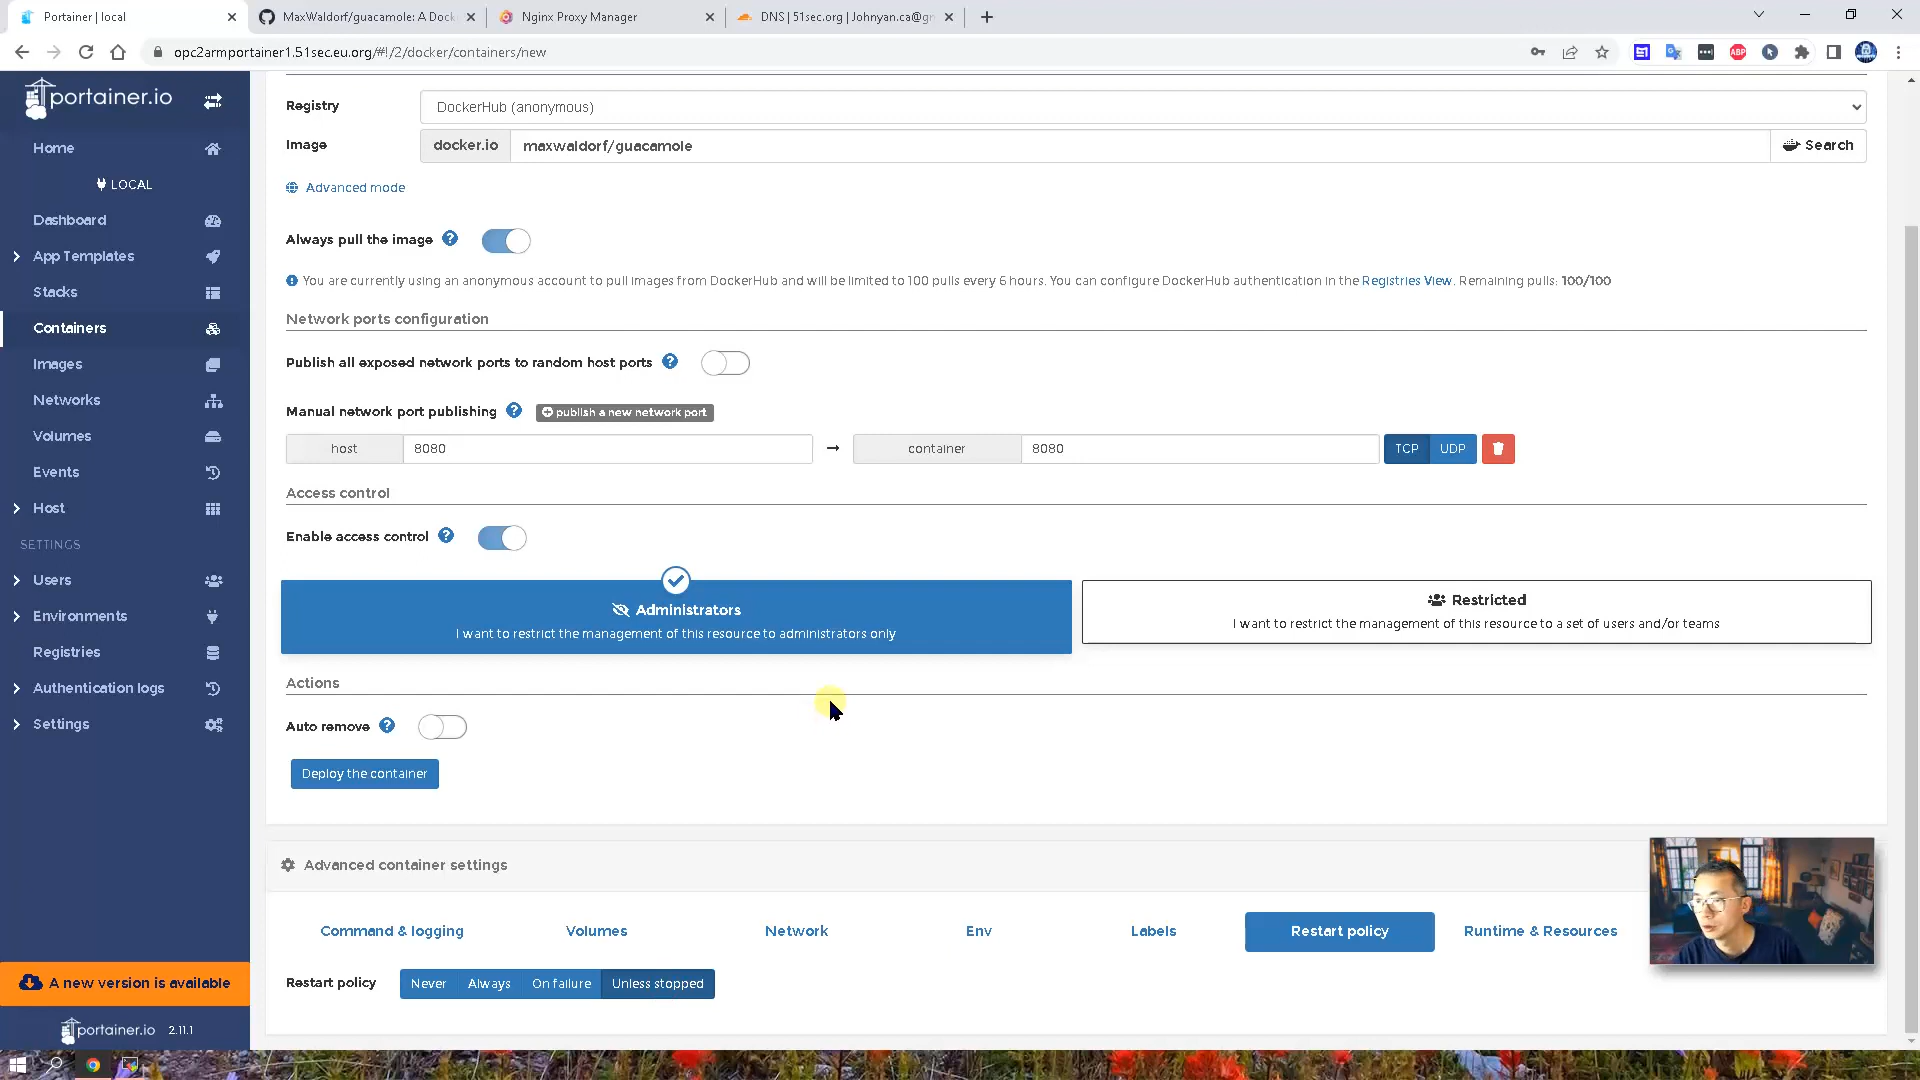 Portainer | local
MaxWaldorf/guacamole: A Dock
Nginx Proxy Manager
DNS | 51sec.org | Johnyan.ca@gm
opc2armportainer1.51sec.eu.org/#!/2/docker/containers/new
portainer.io
Home
LOCAL
Dashboard
App Templates
Stacks
Containers
Images
Networks
Volumes
Events
Host
SETTINGS
Users
Environments
Registries
Authentication logs
Settings
A new version is available
portainer.io 2.11.1
Registry
DockerHub (anonymous)
Image
docker.io
maxwaldorf/guacamole
Search
Advanced mode
Always pull the image
You are currently using an anonymous account to pull images from DockerHub and will be limited to 100 pulls every 6 hours. You can configure DockerHub authentication in the Registries View. Remaining pulls: 100/100
Network ports configuration
Publish all exposed network ports to random host ports
Manual network port publishing
publish a new network port
host
8080
container
8080
TCP
UDP
Access control
Enable access control
Administrators
I want to restrict the management of this resource to administrators only
Restricted
I want to restrict the management of this resource to a set of users and/or teams
Actions
Auto remove
Deploy the container
Advanced container settings
Command & logging
Volumes
Network
Env
Labels
Restart policy
Runtime & Resources
Restart policy
Never
Always
On failure
Unless stopped